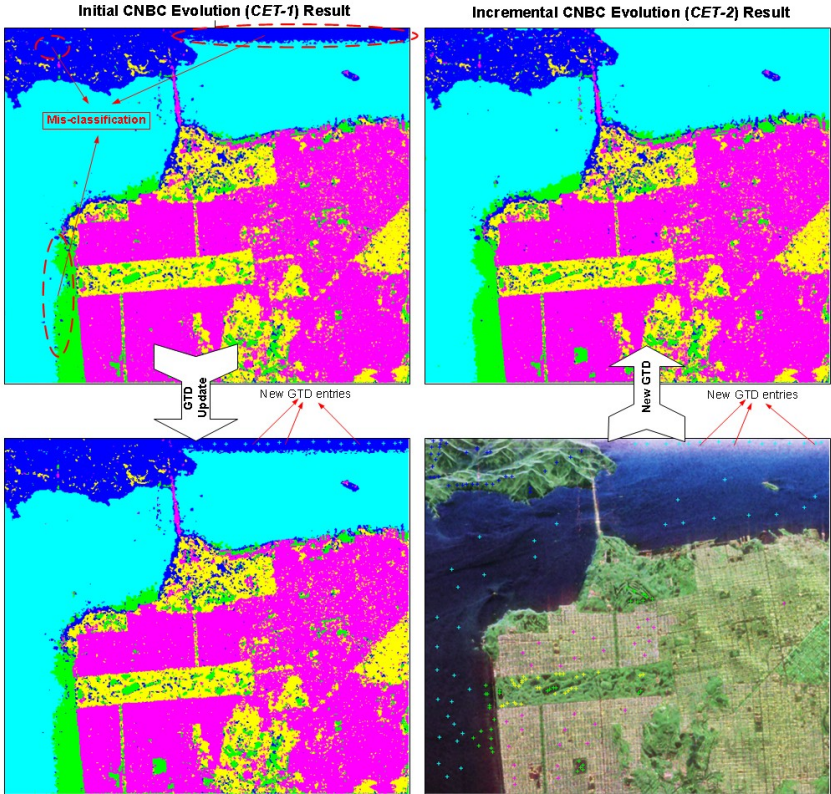 Initial CNBC Evolution (CET-1) Result
Incremental CNBC Evolution (CET-2) Result
Mis-classification
GTD
Update
New GTD entries
New GTD
New GTD entries